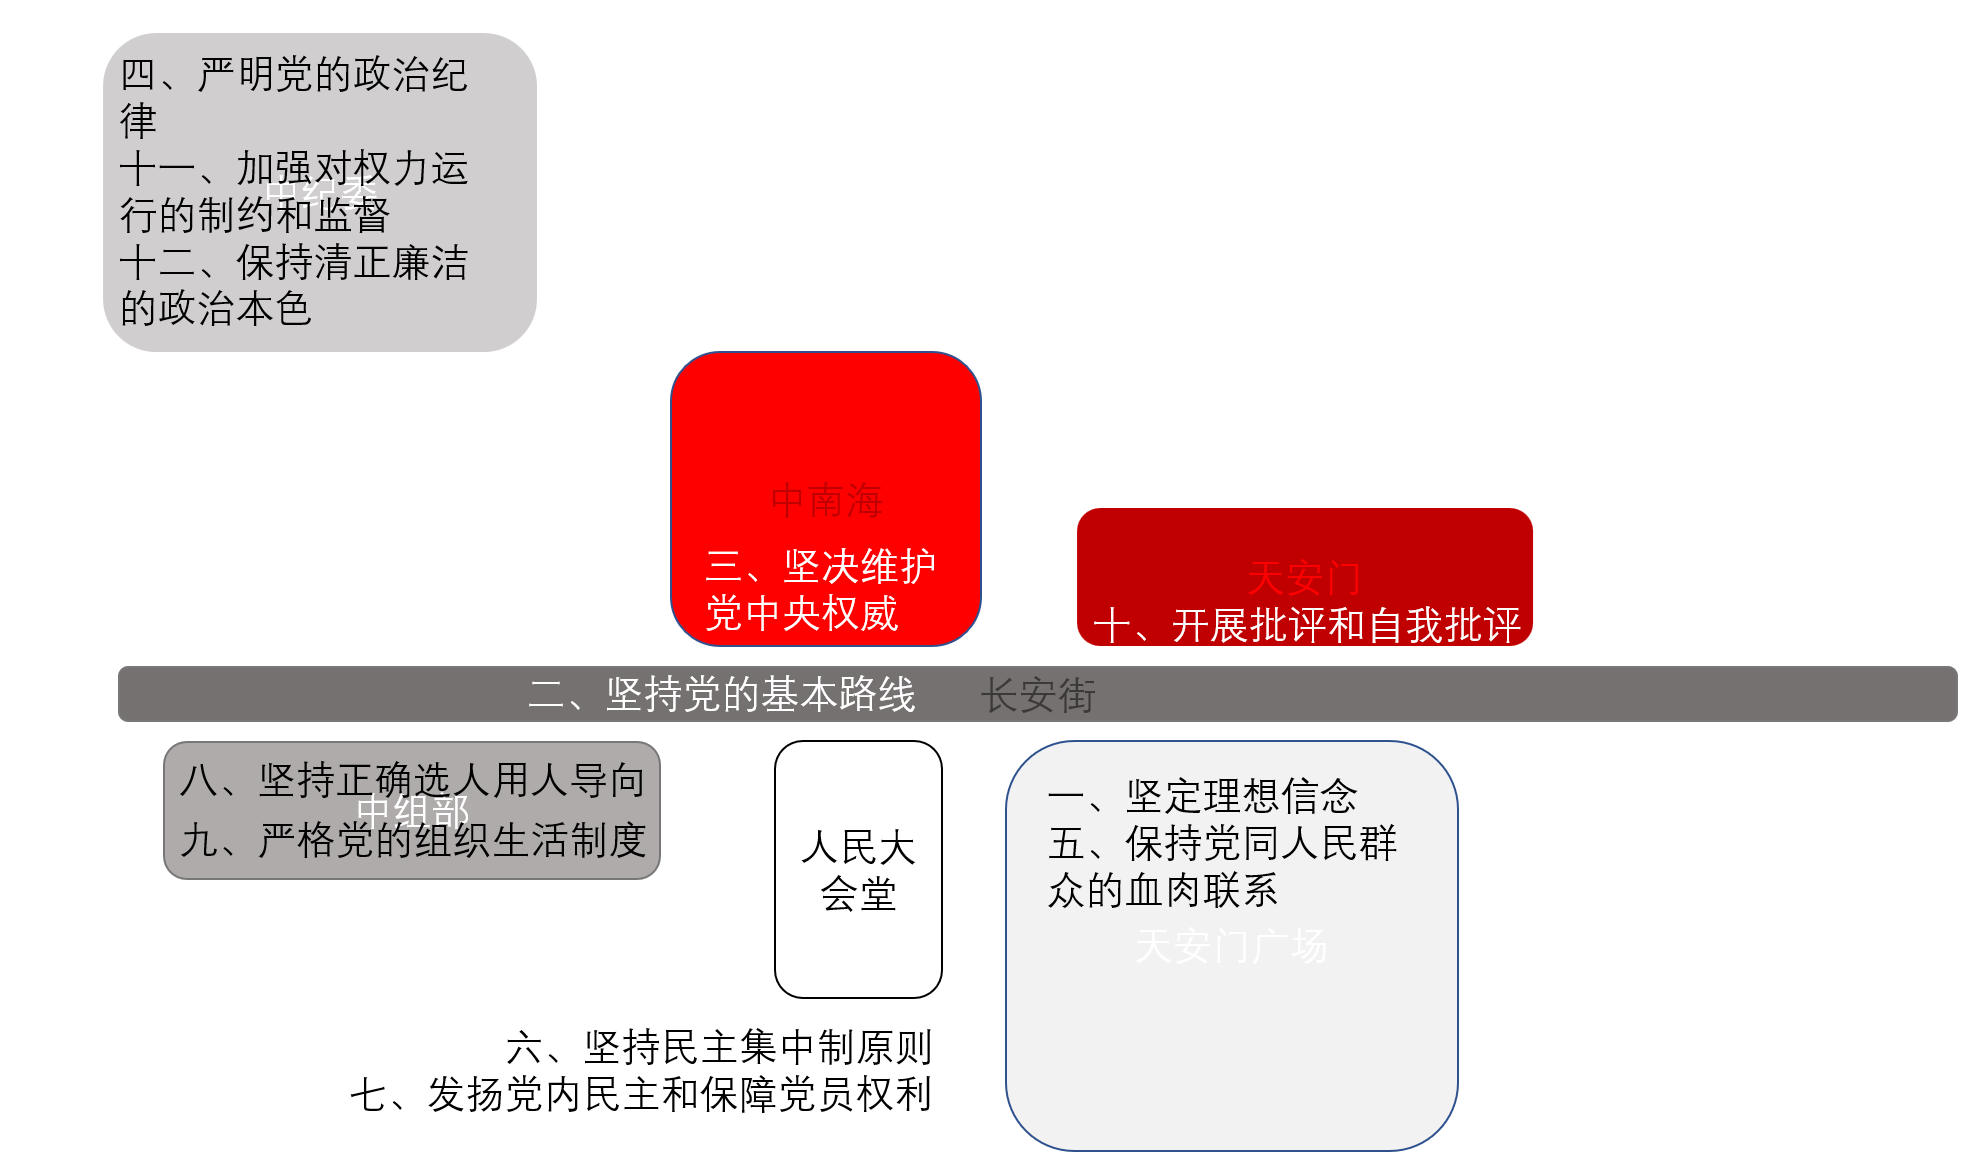 四、严明党的政治纪
律
十一、加强对权力运
行的制约和监督
十二、保持清正廉洁
的政治本色
中纪委
中南海
三、坚决维护
党中央权威
天安门
十、开展批评和自我批评
二、坚持党的基本路线
长安街
八、坚持正确选人用人导向
中组部
九、严格党的组织生活制度
人民大
会堂
一、坚定理想信念
五、保持党同人民群
众的血肉联系
天安门广场
六、坚持民主集中制原则
七、发扬党内民主和保障党员权利